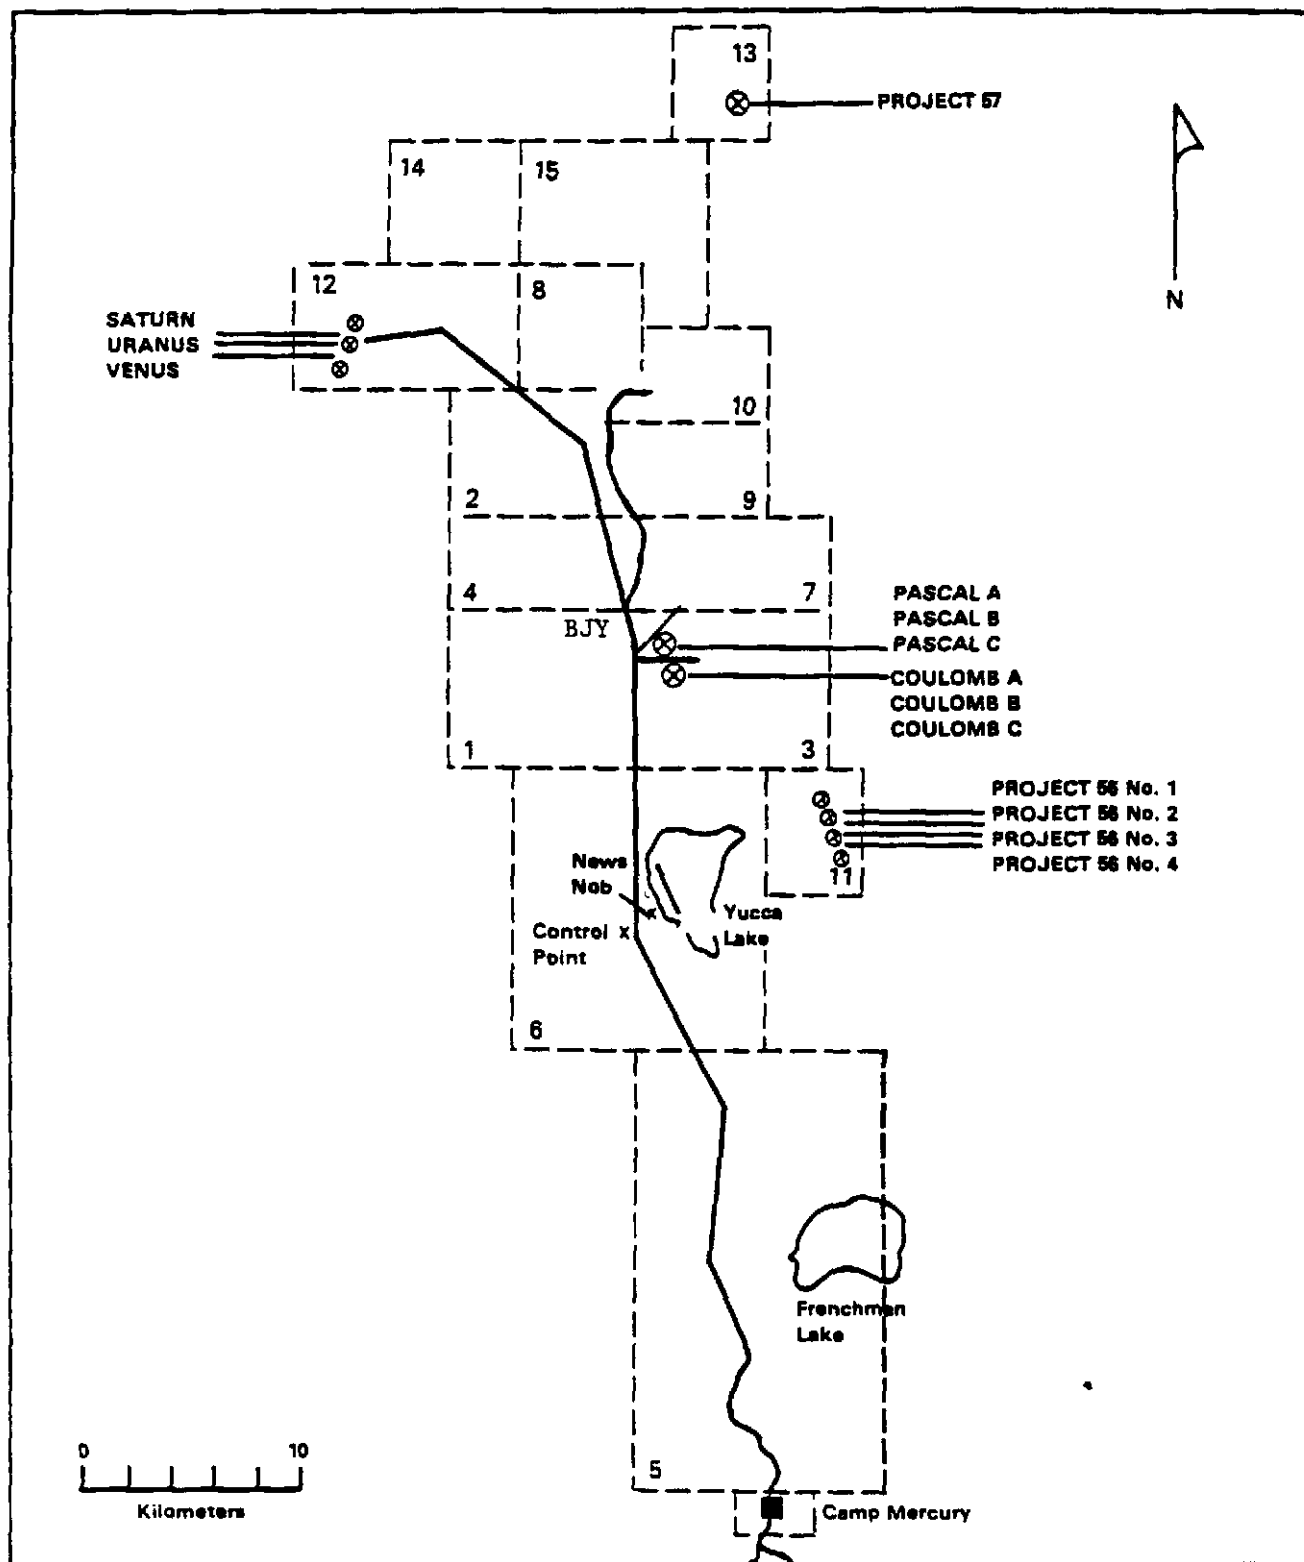 13
PROJECT 57
14
15
N
12
8
SATURN
URANUS
VENUS
10
2
9
4
7
BJY
PASCAL A
PASCAL B
PASCAL C
COULOMB A
COULOMB B
COULOMB C
1
3
PROJECT 56 No. 1
PROJECT 56 No. 2
PROJECT 56 No. 3
PROJECT 56 No. 4
11
News
Nob
x
Yucca
Lake
Control x
Point
6
Frenchman
Lake
0 10
Kilometers
5
Camp Mercury